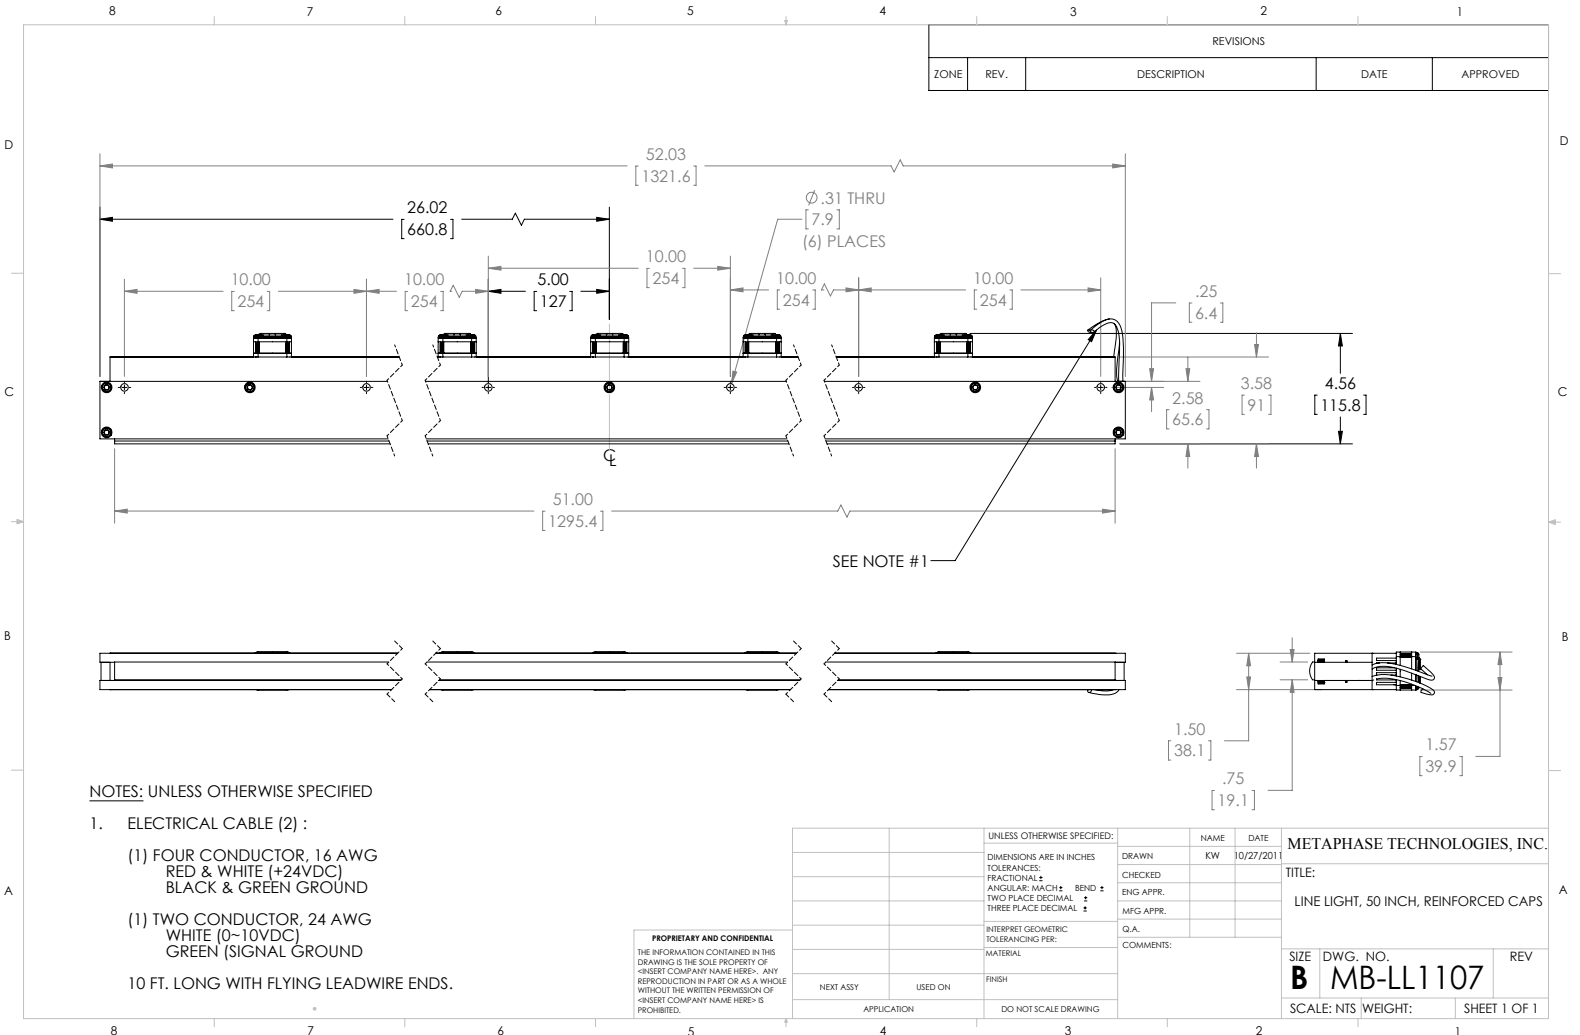 8 7 6 5 4 3 2 1
REVISIONS
ZONE REV. DESCRIPTION DATE APPROVED
D D
52.03
[1321.6]
26.02
[660.8]
Ø.31 THRU
[7.9]
(6) PLACES
10.00
[254]
10.00
[254]
5.00
[127]
10.00
[254]
10.00
[254]
10.00
[254]
.25
[6.4]
C C
2.58
[65.6]
3.58
[91]
4.56
[115.8]
℄
51.00
[1295.4]
SEE NOTE #1
B B
1.50
[38.1]
.75
[19.1]
1.57
[39.9]
NOTES: UNLESS OTHERWISE SPECIFIED
1. ELECTRICAL CABLE (2) :
(1) FOUR CONDUCTOR, 16 AWG
RED & WHITE (+24VDC)
BLACK & GREEN GROUND
(1) TWO CONDUCTOR, 24 AWG
WHITE (0~10VDC)
GREEN (SIGNAL GROUND
10 FT. LONG WITH FLYING LEADWIRE ENDS.
A A
PROPRIETARY AND CONFIDENTIAL
THE INFORMATION CONTAINED IN THIS
DRAWING IS THE SOLE PROPERTY OF
<INSERT COMPANY NAME HERE>. ANY
REPRODUCTION IN PART OR AS A WHOLE
WITHOUT THE WRITTEN PERMISSION OF
<INSERT COMPANY NAME HERE> IS
PROHIBITED.
NEXT ASSY USED ON
APPLICATION
UNLESS OTHERWISE SPECIFIED:
DIMENSIONS ARE IN INCHES
TOLERANCES:
FRACTIONAL ±
ANGULAR: MACH ± BEND ±
TWO PLACE DECIMAL ±
THREE PLACE DECIMAL ±
INTERPRET GEOMETRIC
TOLERANCING PER:
MATERIAL
FINISH
DO NOT SCALE DRAWING
NAME DATE
DRAWN KW 10/27/2011
CHECKED
ENG APPR.
MFG APPR.
Q.A.
COMMENTS:
METAPHASE TECHNOLOGIES, INC.
TITLE:
LINE LIGHT, 50 INCH, REINFORCED CAPS
SIZE DWG. NO. REV
B MB-LL1107
SCALE: NTS WEIGHT: SHEET 1 OF 1
8 7 6 5 4 3 2 1